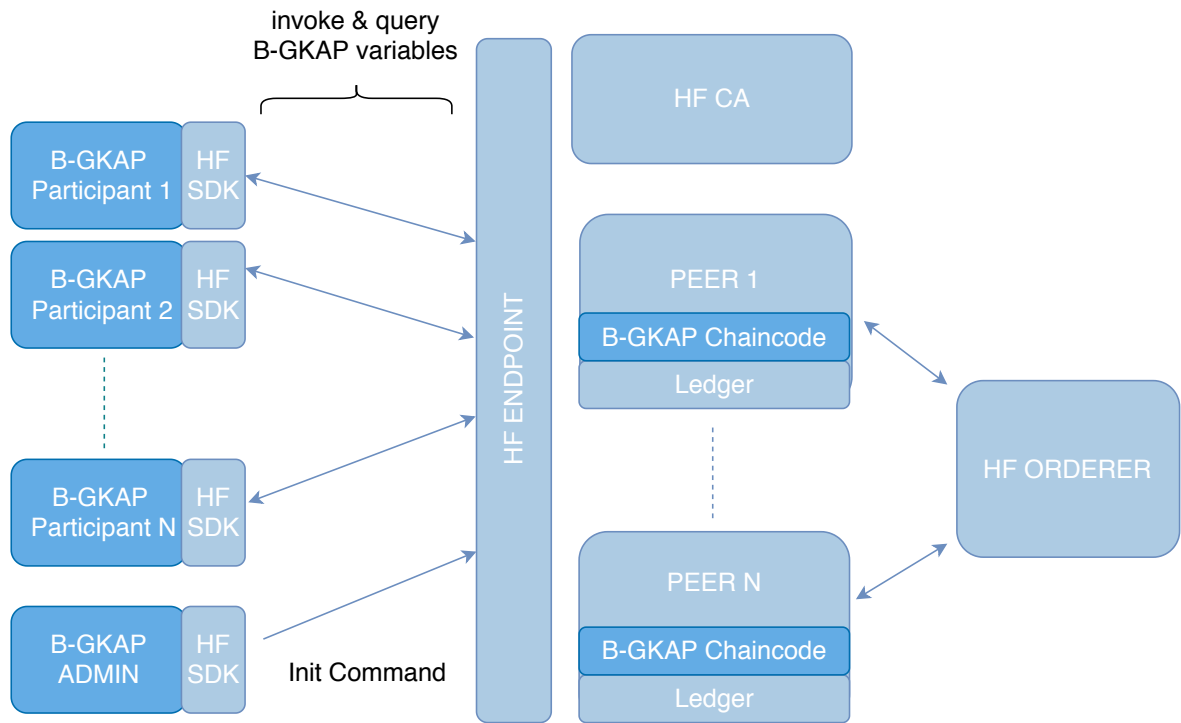 invoke & query
B-GKAP variables
B-GKAP
Participant 1
HF
SDK
B-GKAP
Participant 2
HF
SDK
B-GKAP
Participant N
HF
SDK
B-GKAP
ADMIN
HF
SDK
Init Command
HF ENDPOINT
HF CA
PEER 1
B-GKAP Chaincode
Ledger
PEER N
B-GKAP Chaincode
Ledger
HF ORDERER